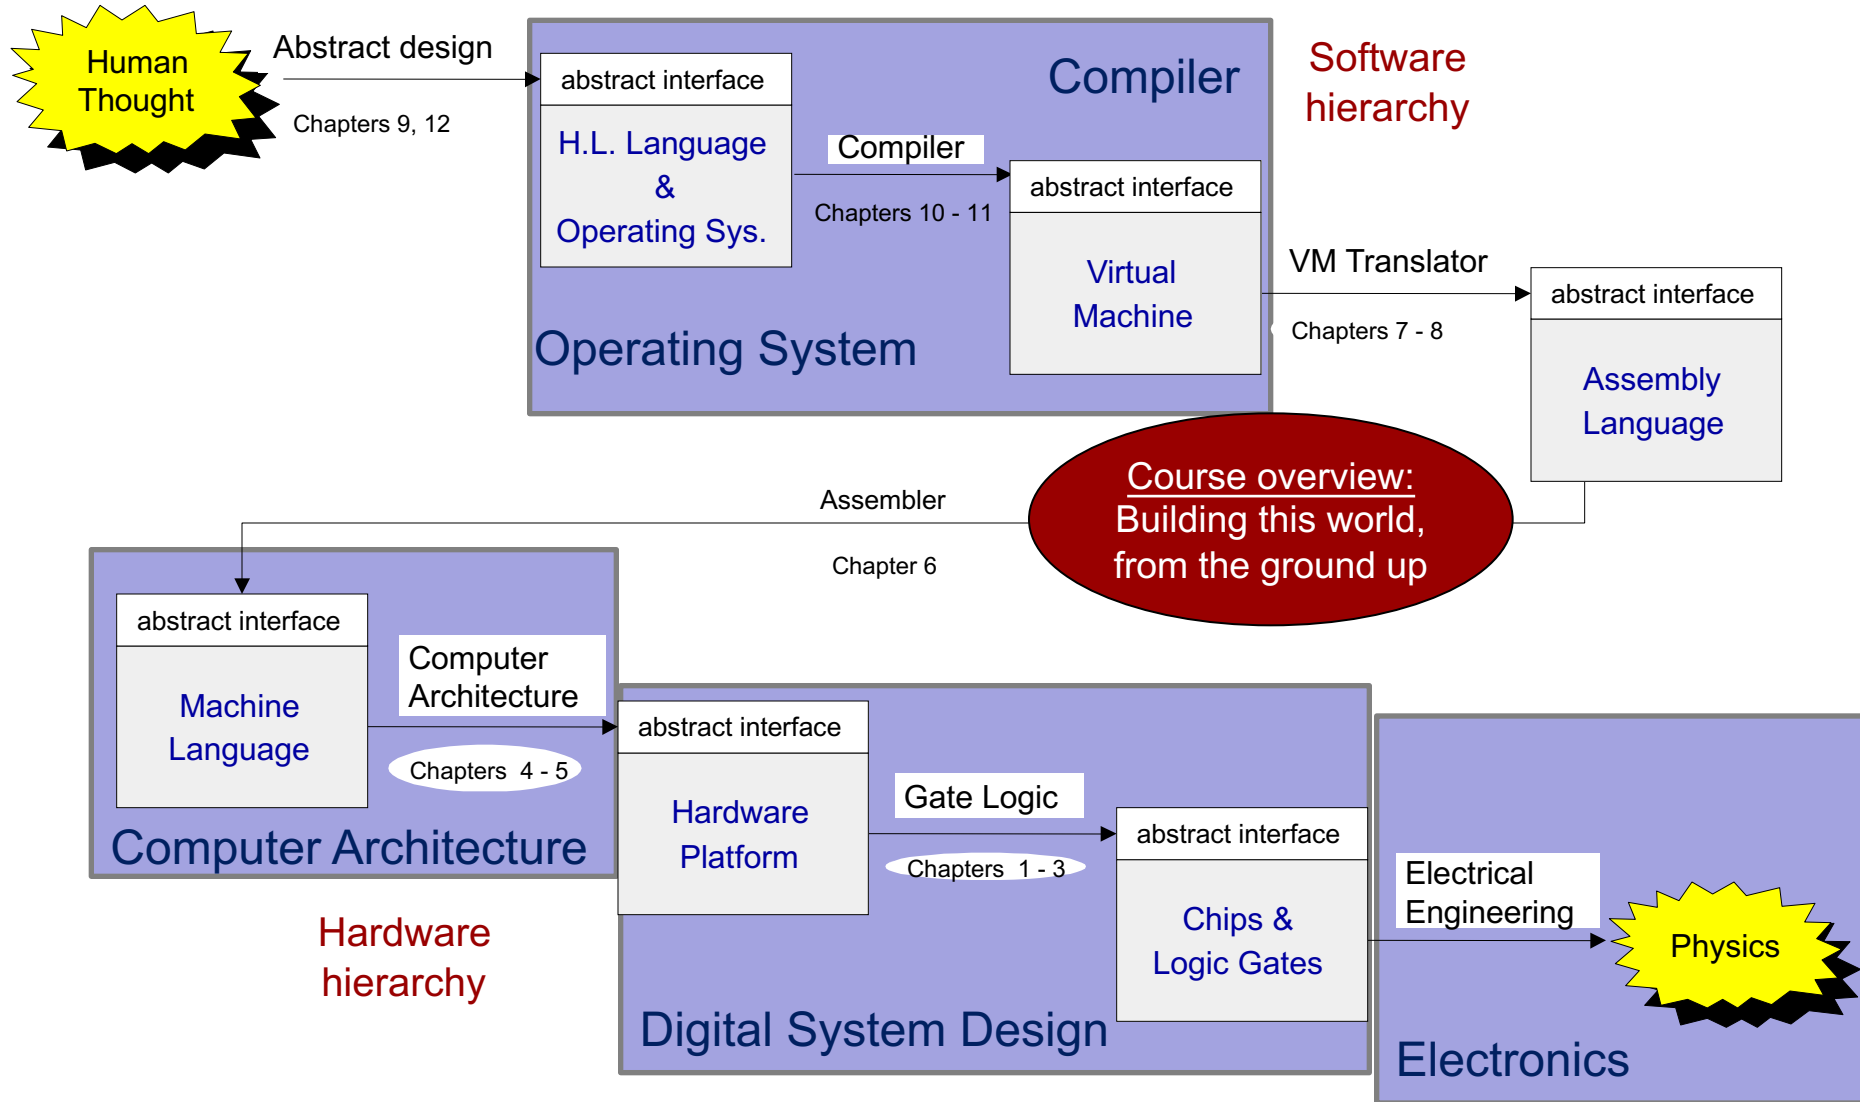 Human
Thought
Abstract design
Chapters 9, 12
abstract interface
H.L. Language
&
Operating Sys.
Compiler
Compiler
Chapters 10 - 11
Software
hierarchy
abstract interface
Virtual
Machine
Operating System
VM Translator
Chapters 7 - 8
abstract interface
Assembly
Language
Course overview:
Building this world,
from the ground up
Assembler
Chapter 6
abstract interface
Machine
Language
Computer
Architecture
Chapters 4 - 5
Computer Architecture
abstract interface
Hardware
Platform
Gate Logic
Chapters 1 - 3
abstract interface
Chips &
Logic Gates
Electrical
Engineering
Physics
Hardware
hierarchy
Digital System Design
Electronics